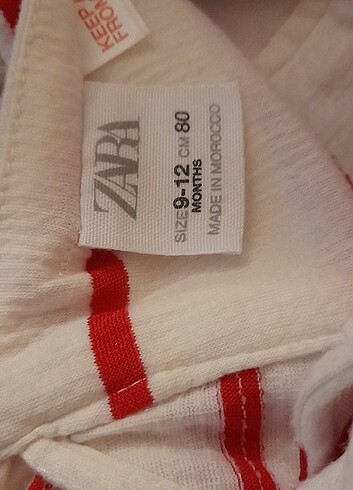 KEEP
FROM
ZARA
SIZE 9-12 CM 80
MONTHS
MADE IN MOROCCO